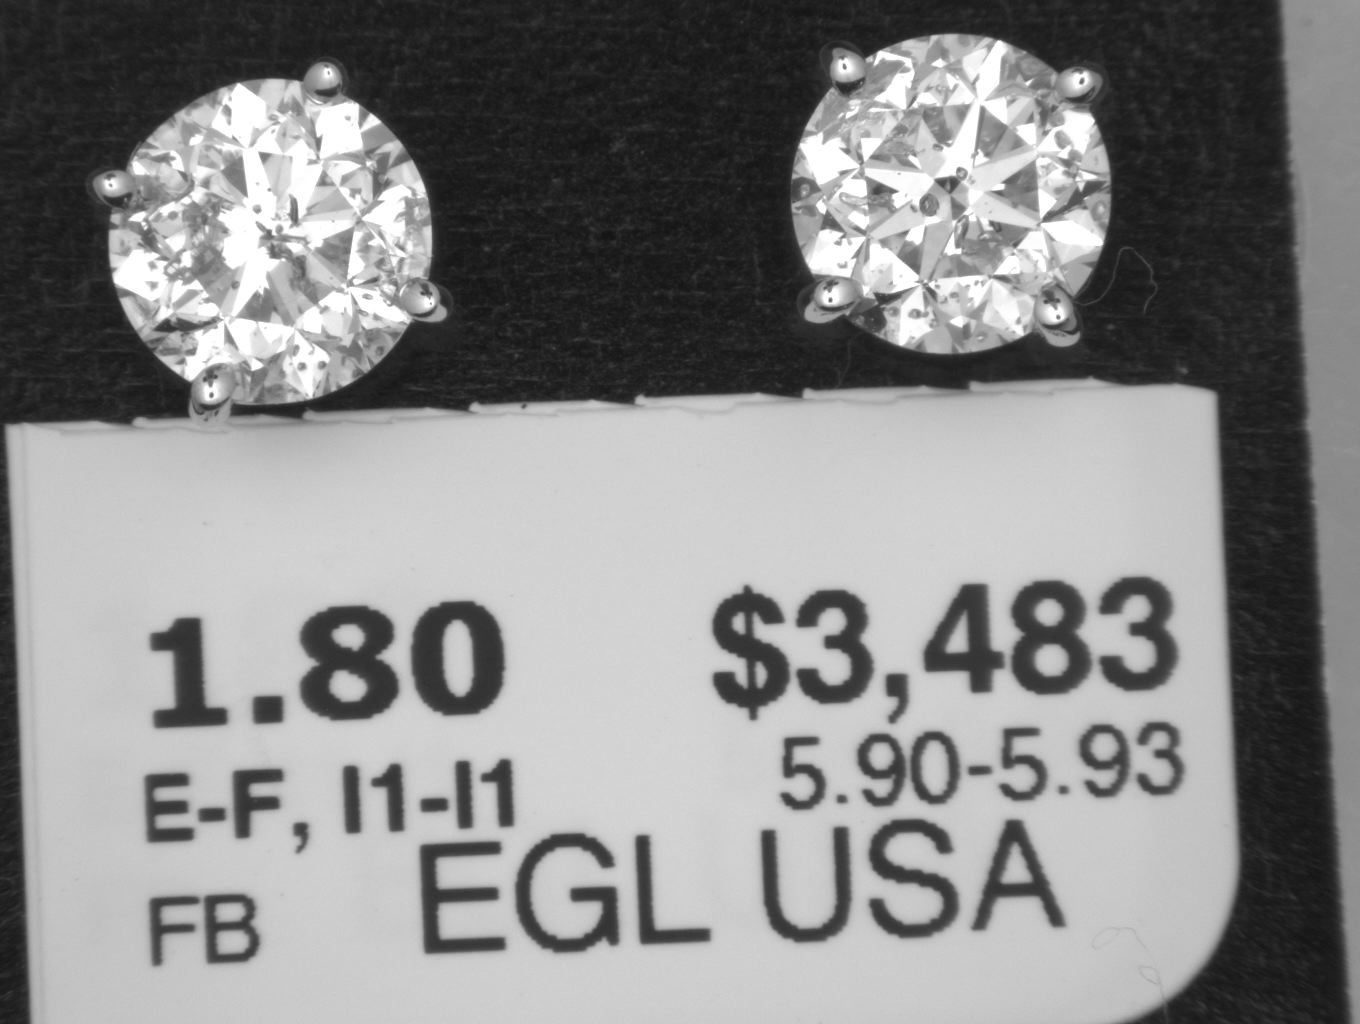 1.80 $3,483
5.90-5.93
E-F, I1-I1
EGL USA
FB